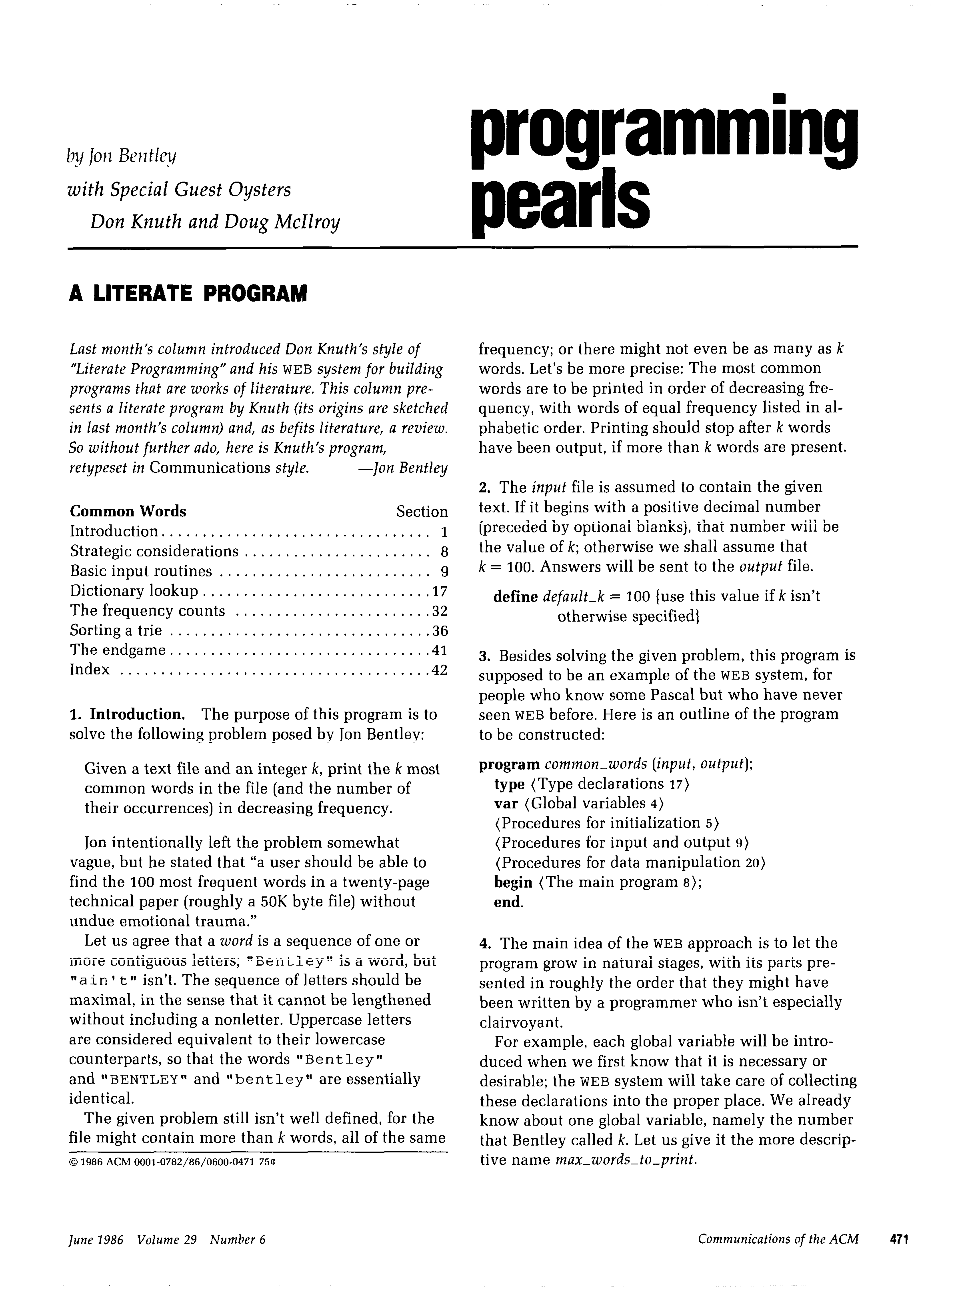 by Jon Bentley
with Special Guest Oysters
Don Knuth and Doug McIlroy
programming
pearls
A LITERATE PROGRAM
Last month's column introduced Don Knuth's style of
"Literate Programming" and his WEB system for building
programs that are works of literature. This column pre-
sents a literate program by Knuth (its origins are sketched
in last month's column) and, as befits literature, a review.
So without further ado, here is Knuth's program,
retypeset in Communications style. —Jon Bentley
Common Words Section
Introduction . . . . . . . . . . . . . . . . . . . . . . . . . . . . . . . . . 1
Strategic considerations . . . . . . . . . . . . . . . . . . . . . . . 8
Basic input routines . . . . . . . . . . . . . . . . . . . . . . . . . . 9
Dictionary lookup . . . . . . . . . . . . . . . . . . . . . . . . . . . . 17
The frequency counts . . . . . . . . . . . . . . . . . . . . . . . . 32
Sorting a trie . . . . . . . . . . . . . . . . . . . . . . . . . . . . . . . . 36
The endgame . . . . . . . . . . . . . . . . . . . . . . . . . . . . . . . . 41
Index . . . . . . . . . . . . . . . . . . . . . . . . . . . . . . . . . . . . . . 42
1. Introduction. The purpose of this program is to
solve the following problem posed by Jon Bentley:
Given a text file and an integer k, print the k most
common words in the file (and the number of
their occurrences) in decreasing frequency.
Jon intentionally left the problem somewhat
vague, but he stated that "a user should be able to
find the 100 most frequent words in a twenty-page
technical paper (roughly a 50K byte file) without
undue emotional trauma."
Let us agree that a word is a sequence of one or
more contiguous letters; "Bentley" is a word, but
"ain't" isn't. The sequence of letters should be
maximal, in the sense that it cannot be lengthened
without including a nonletter. Uppercase letters
are considered equivalent to their lowercase
counterparts, so that the words "Bentley"
and "BENTLEY" and "bentley" are essentially
identical.
The given problem still isn't well defined, for the
file might contain more than k words, all of the same
© 1986 ACM 0001-0782/86/0600-0471 75¢
frequency; or there might not even be as many as k
words. Let's be more precise: The most common
words are to be printed in order of decreasing fre-
quency, with words of equal frequency listed in al-
phabetic order. Printing should stop after k words
have been output, if more than k words are present.
2. The input file is assumed to contain the given
text. If it begins with a positive decimal number
(preceded by optional blanks), that number will be
the value of k; otherwise we shall assume that
k = 100. Answers will be sent to the output file.
define default_k = 100 {use this value if k isn't
otherwise specified}
3. Besides solving the given problem, this program is
supposed to be an example of the WEB system, for
people who know some Pascal but who have never
seen WEB before. Here is an outline of the program
to be constructed:
program common_words (input, output);
type ⟨Type declarations 17⟩
var ⟨Global variables 4⟩
⟨Procedures for initialization 5⟩
⟨Procedures for input and output 9⟩
⟨Procedures for data manipulation 20⟩
begin ⟨The main program 8⟩;
end.
4. The main idea of the WEB approach is to let the
program grow in natural stages, with its parts pre-
sented in roughly the order that they might have
been written by a programmer who isn't especially
clairvoyant.
For example, each global variable will be intro-
duced when we first know that it is necessary or
desirable; the WEB system will take care of collecting
these declarations into the proper place. We already
know about one global variable, namely the number
that Bentley called k. Let us give it the more descrip-
tive name max_words_to_print.
June 1986 Volume 29 Number 6
Communications of the ACM 471